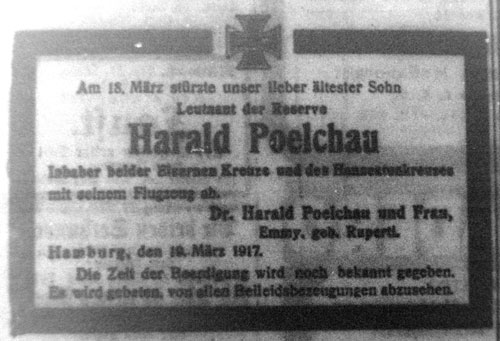 Am 18. März stürzte unser lieber ältester Sohn
Leutnant der Reserve
Harald Poelchau
Inhaber beider Eisernen Kreuze und des Hanseatenkreuzes
mit seinem Flugzeug ab.
Dr. Harald Poelchau und Frau,
Emmy, geb. Ruperti.
Hamburg, den 19. März 1917.
Die Zeit der Beerdigung wird noch bekannt gegeben.
Es wird gebeten, von allen Beileidsbezeugungen abzusehen.